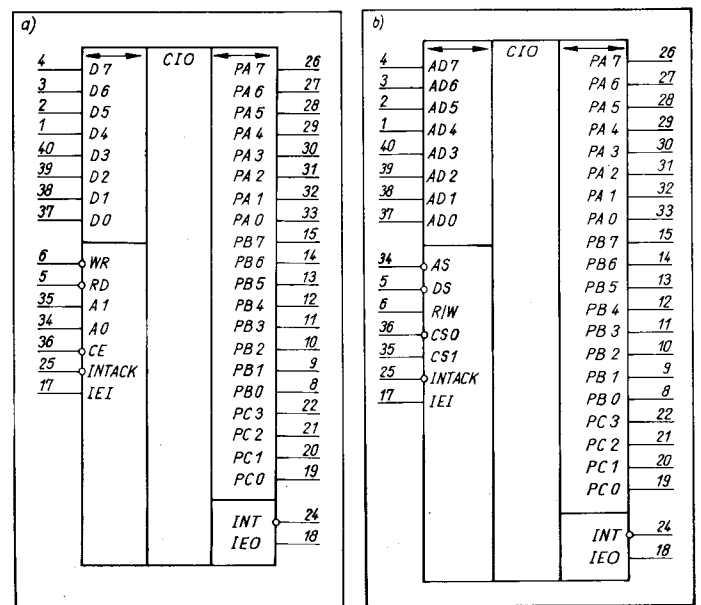 a)
CIO
4 D7 PA7 26
3 D6 PA6 27
2 D5 PA5 28
1 D4 PA4 29
40 D3 PA3 30
39 D2 PA2 31
38 D1 PA1 32
37 D0 PA0 33
PB7 15
6 WR PB6 14
5 RD PB5 13
35 A1 PB4 12
34 A0 PB3 11
36 CE PB2 10
25 INTACK PB1 9
17 IEI PB0 8
PC3 22
PC2 21
PC1 20
PC0 19
INT 24
IEO 18
b)
CIO
4 AD7 PA7 26
3 AD6 PA6 27
2 AD5 PA5 28
1 AD4 PA4 29
40 AD3 PA3 30
39 AD2 PA2 31
38 AD1 PA1 32
37 AD0 PA0 33
PB7 15
34 AS PB6 14
5 DS PB5 13
6 R/W PB4 12
36 CS0 PB3 11
35 CS1 PB2 10
25 INTACK PB1 9
17 IEI PB0 8
PC3 22
PC2 21
PC1 20
PC0 19
INT 24
IEO 18